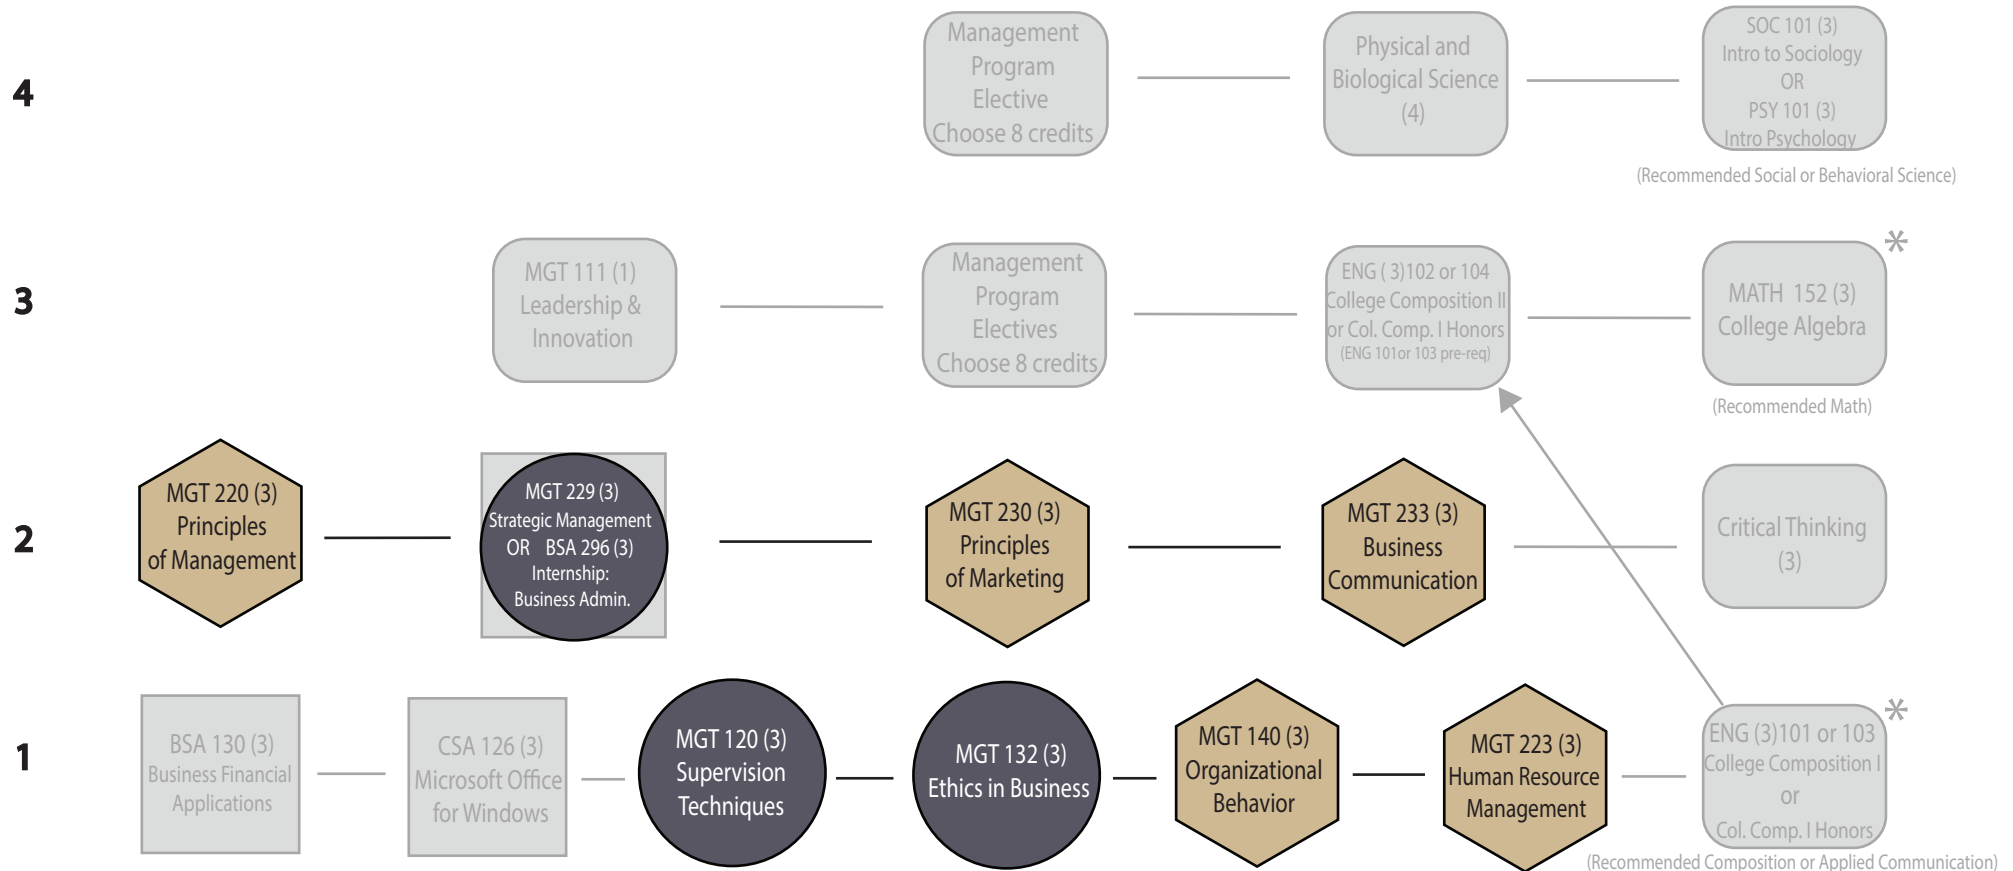 4
Management
Program
Elective
Choose 8 credits
Physical and
Biological Science
(4)
SOC 101 (3)
Intro to Sociology
OR
PSY 101 (3)
Intro Psychology
(Recommended Social or Behavioral Science)
3
MGT 111 (1)
Leadership &
Innovation
Management
Program
Electives
Choose 8 credits
ENG ( 3)102 or 104
College Composition II
or Col. Comp. I Honors
(ENG 101or 103 pre-req)
*
MATH 152 (3)
College Algebra
(Recommended Math)
2
MGT 220 (3)
Principles
of Management
MGT 229 (3)
Strategic Management
OR BSA 296 (3)
Internship:
Business Admin.
MGT 230 (3)
Principles
of Marketing
MGT 233 (3)
Business
Communication
Critical Thinking
(3)
1
BSA 130 (3)
Business Financial
Applications
CSA 126 (3)
Microsoft Office
for Windows
MGT 120 (3)
Supervision
Techniques
MGT 132 (3)
Ethics in Business
MGT 140 (3)
Organizational
Behavior
MGT 223 (3)
Human Resource
Management
*
ENG (3)101 or 103
College Composition I
or
Col. Comp. I Honors
(Recommended Composition or Applied Communication)